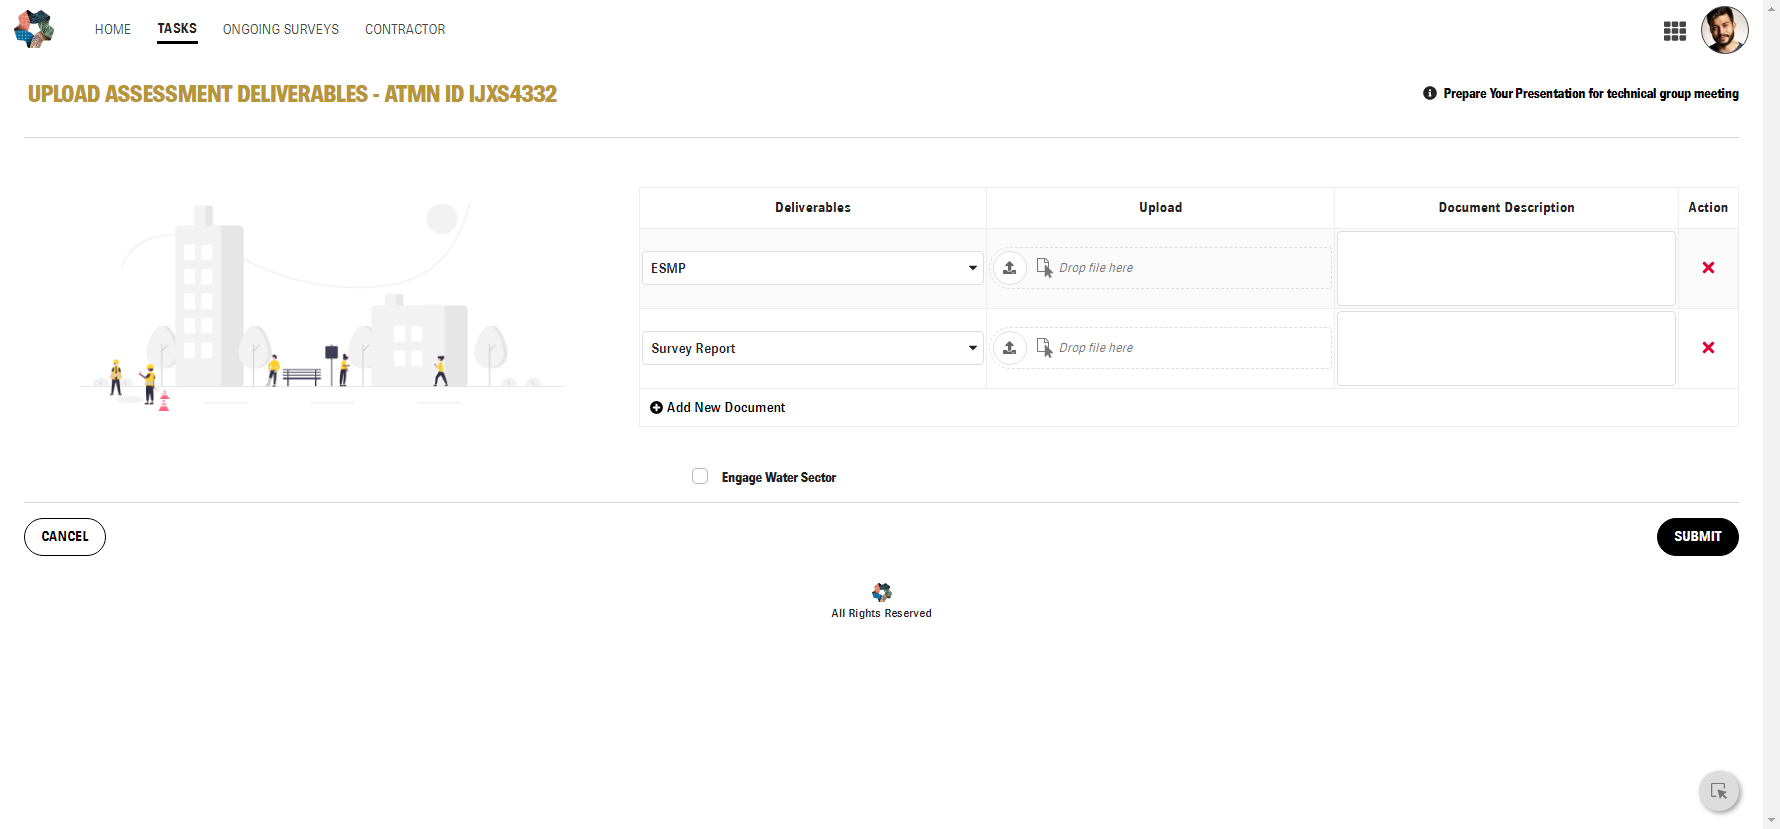 HOME TASKS ONGOING SURVEYS CONTRACTOR
UPLOAD ASSESSMENT DELIVERABLES - ATMN ID IJXS4332
Prepare Your Presentation for technical group meeting
Deliverables Upload Document Description Action
ESMP Drop file here
Survey Report Drop file here
Add New Document
Engage Water Sector
CANCEL SUBMIT
All Rights Reserved